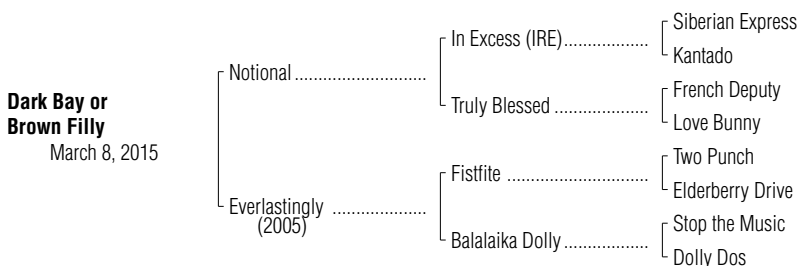 Dark Bay or
Brown Filly
March 8, 2015
Notional ............................
Everlastingly ....................
(2005)
In Excess (IRE)..................
Truly Blessed ....................
Fistfite ..............................
Balalaika Dolly..................
Siberian Express
Kantado
French Deputy
Love Bunny
Two Punch
Elderberry Drive
Stop the Music
Dolly Dos